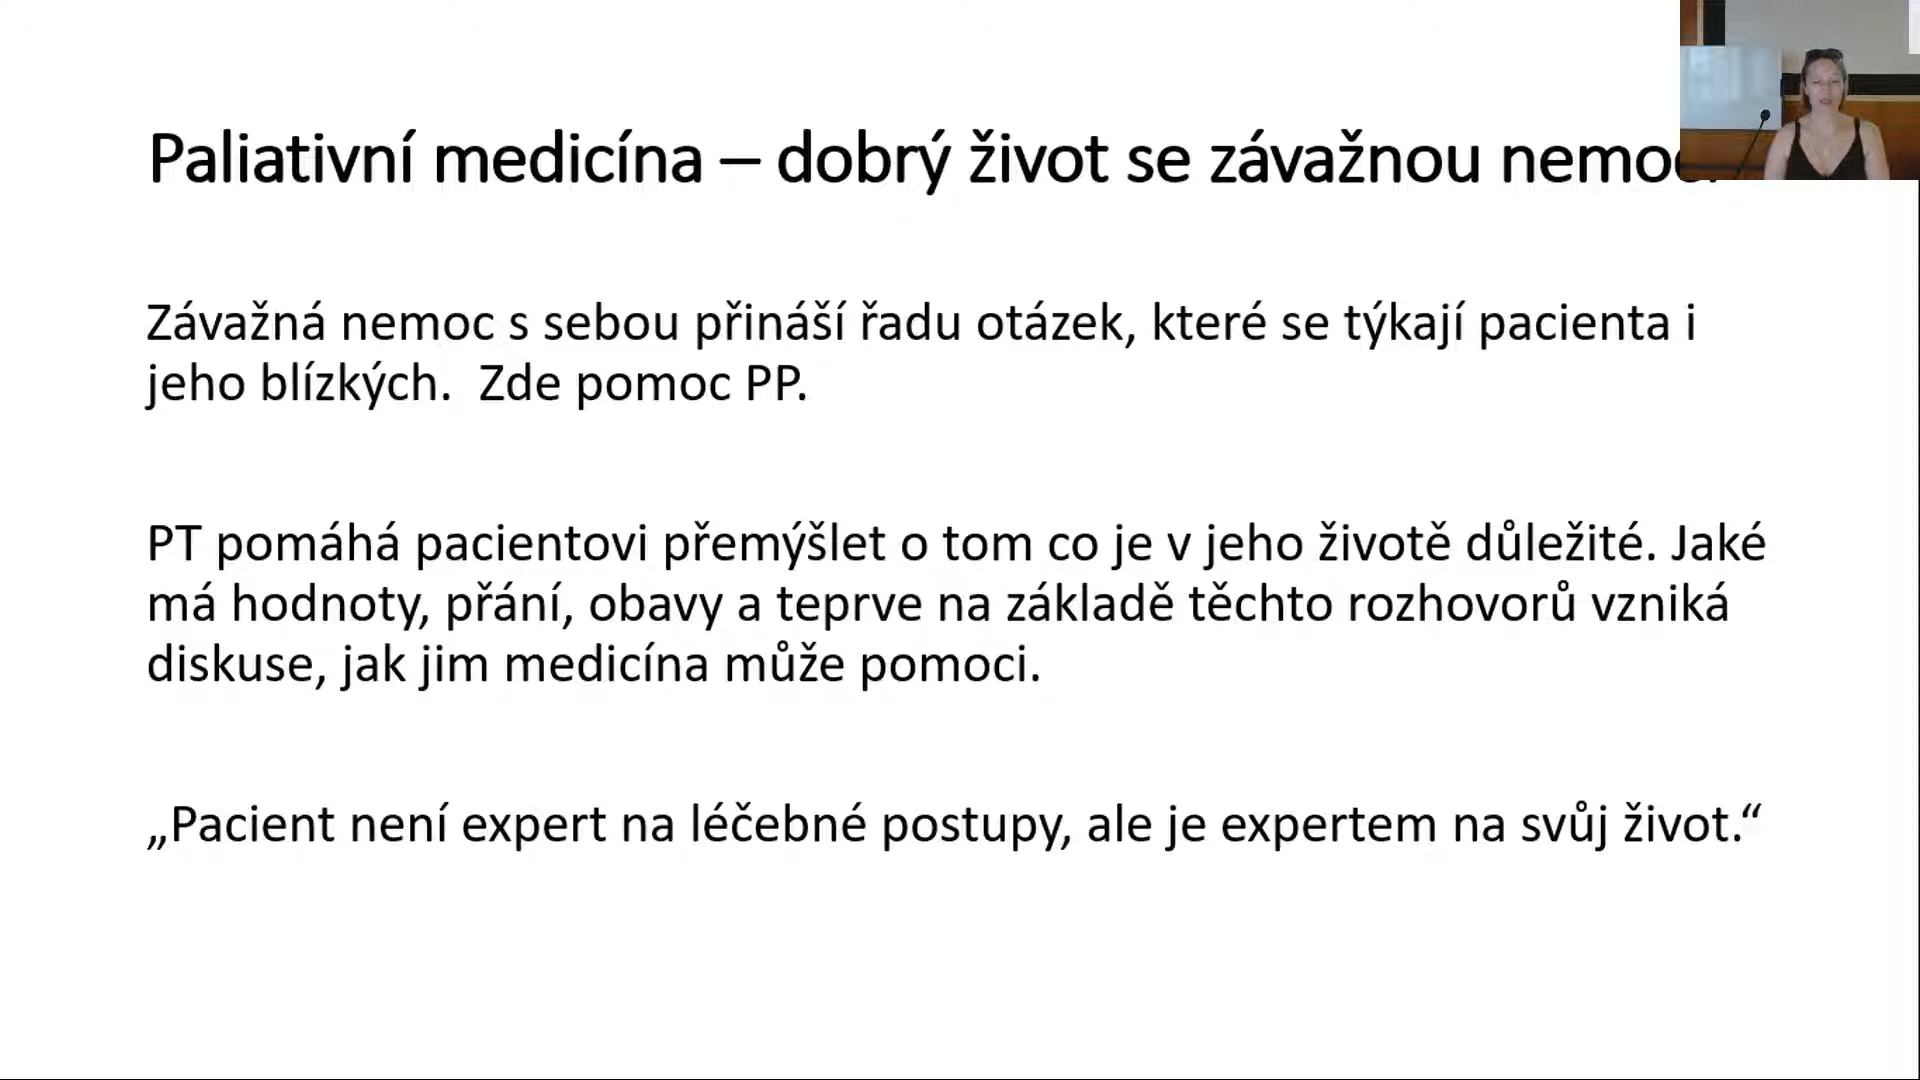 Paliativní medicína – dobrý život se závažnou
Závažná nemoc s sebou přináší řadu otázek, které se týkají pacienta i
jeho blízkých.  Zde pomoc PP.
PT pomáhá pacientovi přemýšlet o tom co je v jeho životě důležité. Jaké
má hodnoty, přání, obavy a teprve na základě těchto rozhovorů vzniká
diskuse, jak jim medicína může pomoci.
„Pacient není expert na léčebné postupy, ale je expertem na svůj život.“